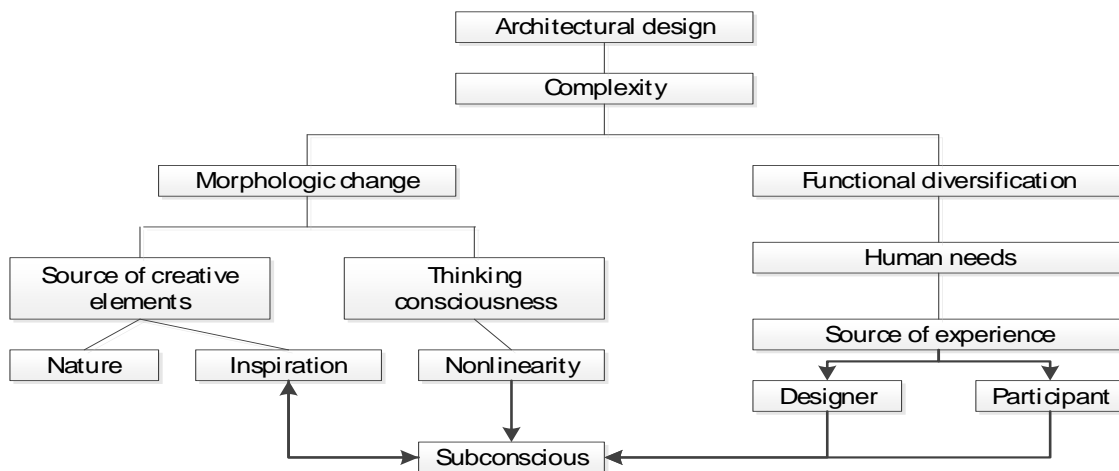 Architectural design
Complexity
Morphologic change
Functional diversification
Source of creative
elements
Thinking
consciousness
Human needs
Source of experience
Nature
Inspiration
Nonlinearity
Designer
Participant
Subconscious